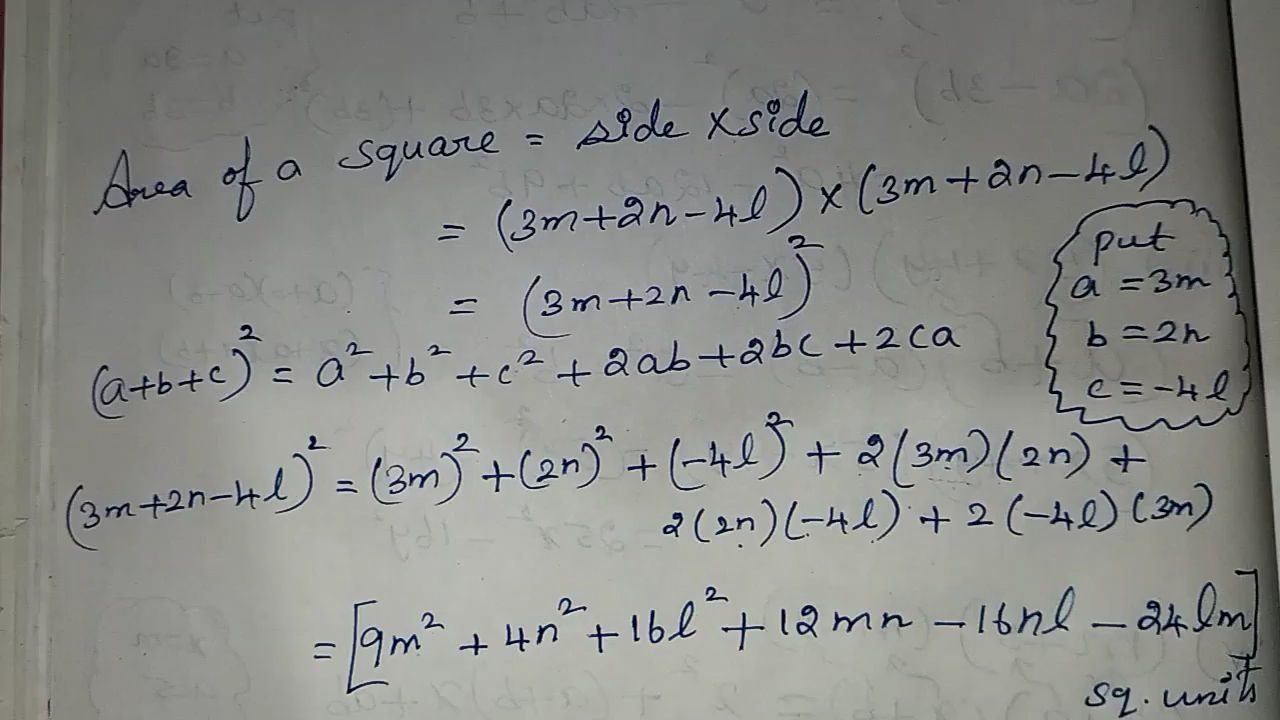 Area of a square = side × side
= (3m+2n-4l) × (3m+2n-4l)
= (3m+2n-4l)²
put
a = 3m
b = 2n
c = -4l
(a+b+c)² = a² + b² + c² + 2ab + 2bc + 2ca
(3m+2n-4l)² = (3m)² + (2n)² + (-4l)² + 2(3m)(2n) +
2(2n)(-4l) + 2(-4l)(3m)
= [9m² + 4n² + 16l² + 12mn - 16nl - 24lm]
sq. units